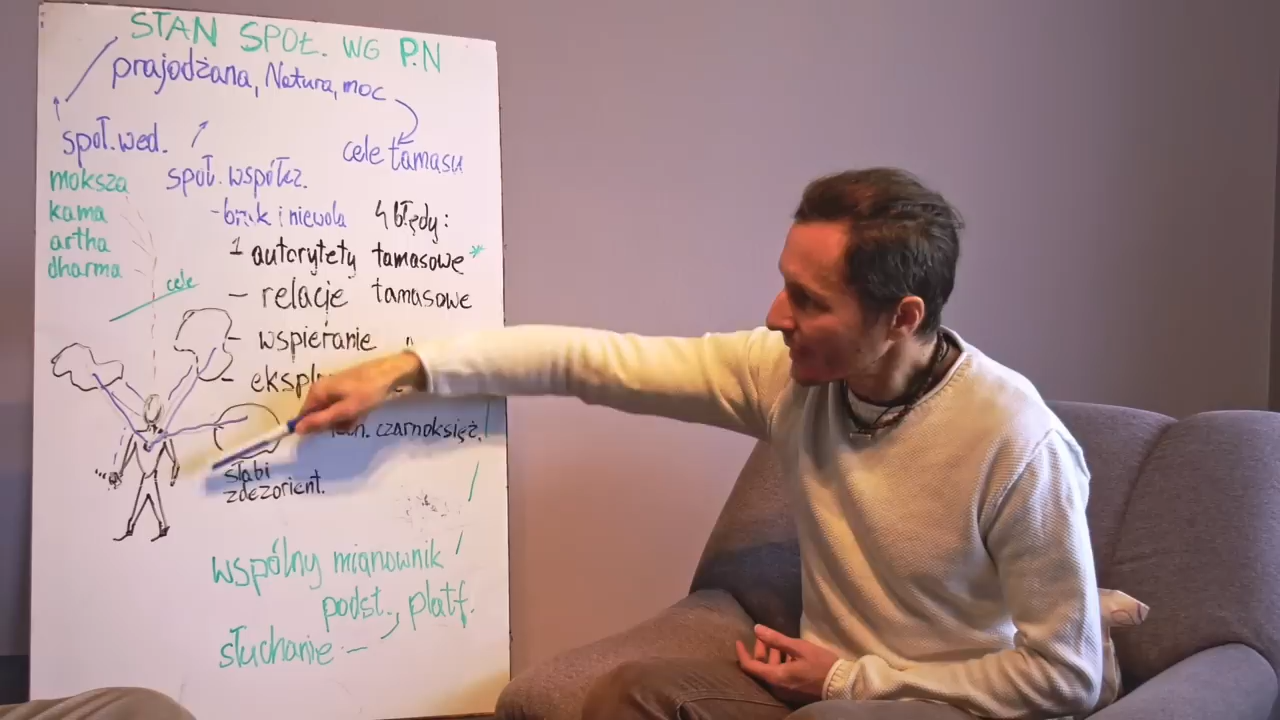 STAN SPOŁ. WG P.N
prajodżana, Natura, moc
społ. wed.
cele tamasu
moksza
kama
artha
dharma
cele
społ. współcz.
- brak i niewola
4 błędy:
1 autorytety tamasowe *
- relacje tamasowe
- wspieranie "
- ekspl
czarnoksięż.
słabi
zdezorient.
wspólny mianownik
podst., platf.
słuchanie -